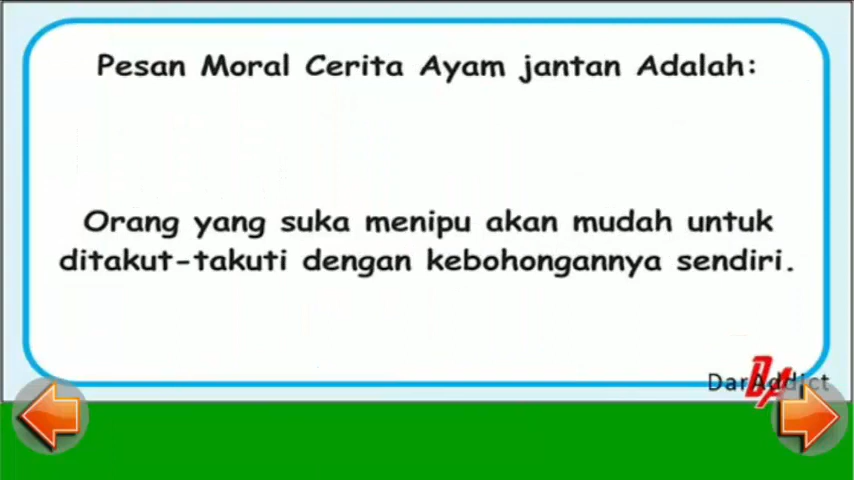 Pesan Moral Cerita Ayam jantan Adalah:
Orang yang suka menipu akan mudah untuk
ditakut-takuti dengan kebohongannya sendiri.
DA
DarAddict